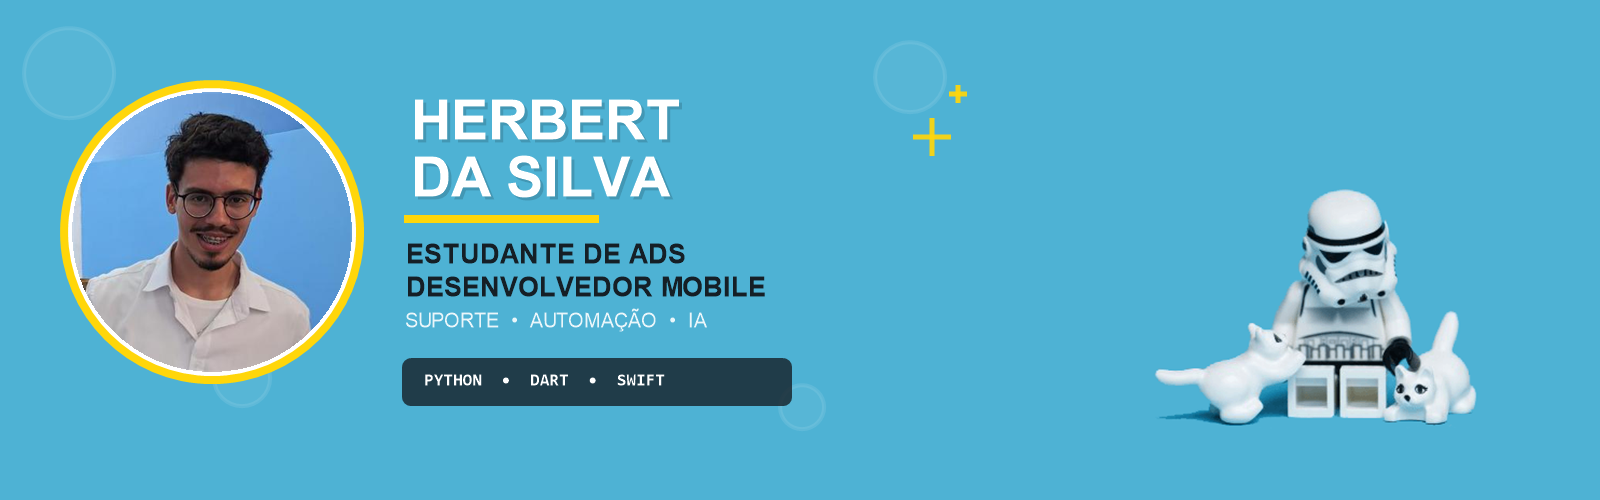 HERBERT
DA SILVA
ESTUDANTE DE ADS
DESENVOLVEDOR MOBILE
SUPORTE • AUTOMAÇÃO • IA
PYTHON • DART • SWIFT